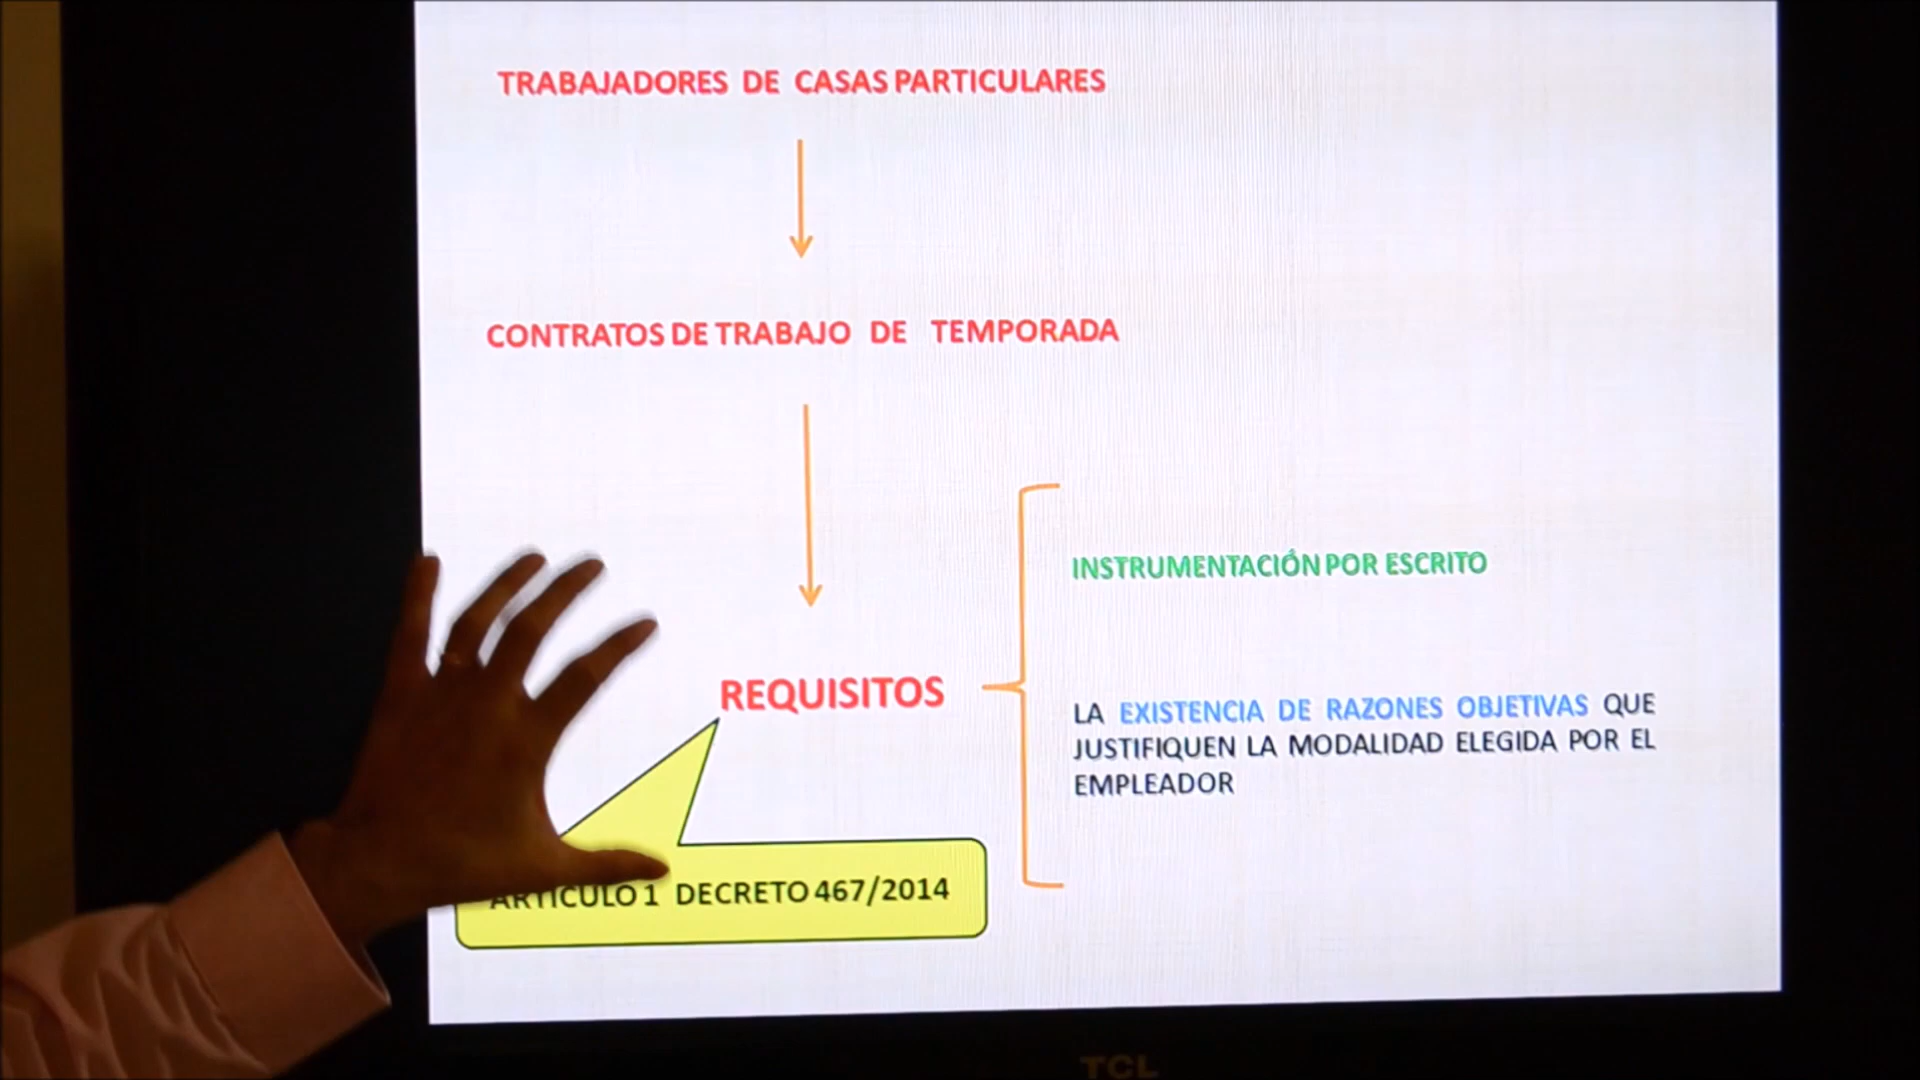 TRABAJADORES DE CASAS PARTICULARES
CONTRATOS DE TRABAJO DE TEMPORADA
INSTRUMENTACIÓN POR ESCRITO
REQUISITOS
LA EXISTENCIA DE RAZONES OBJETIVAS QUE
JUSTIFIQUEN LA MODALIDAD ELEGIDA POR EL
EMPLEADOR
ARTICULO 1 DECRETO 467/2014
TCL